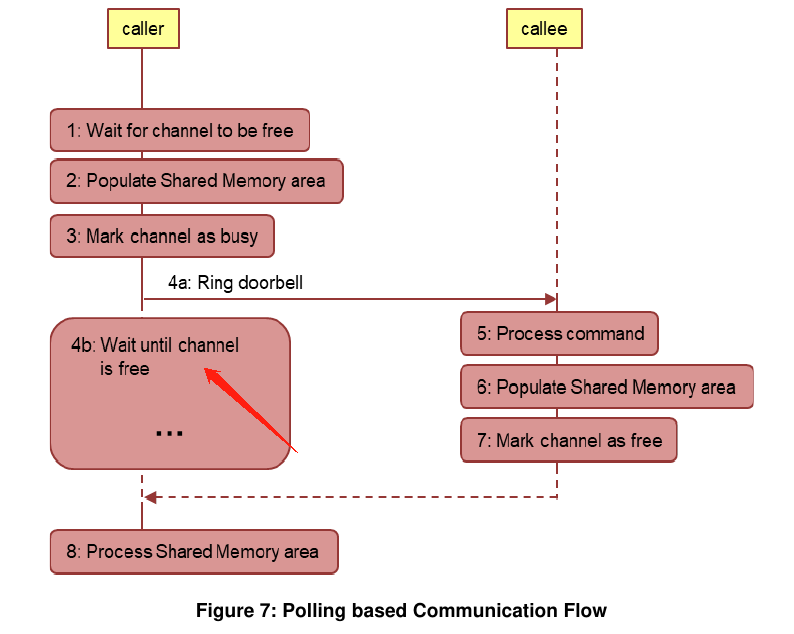 caller
callee
1: Wait for channel to be free
2: Populate Shared Memory area
3: Mark channel as busy
4a: Ring doorbell
4b: Wait until channel
is free
...
5: Process command
6: Populate Shared Memory area
7: Mark channel as free
8: Process Shared Memory area
Figure 7: Polling based Communication Flow